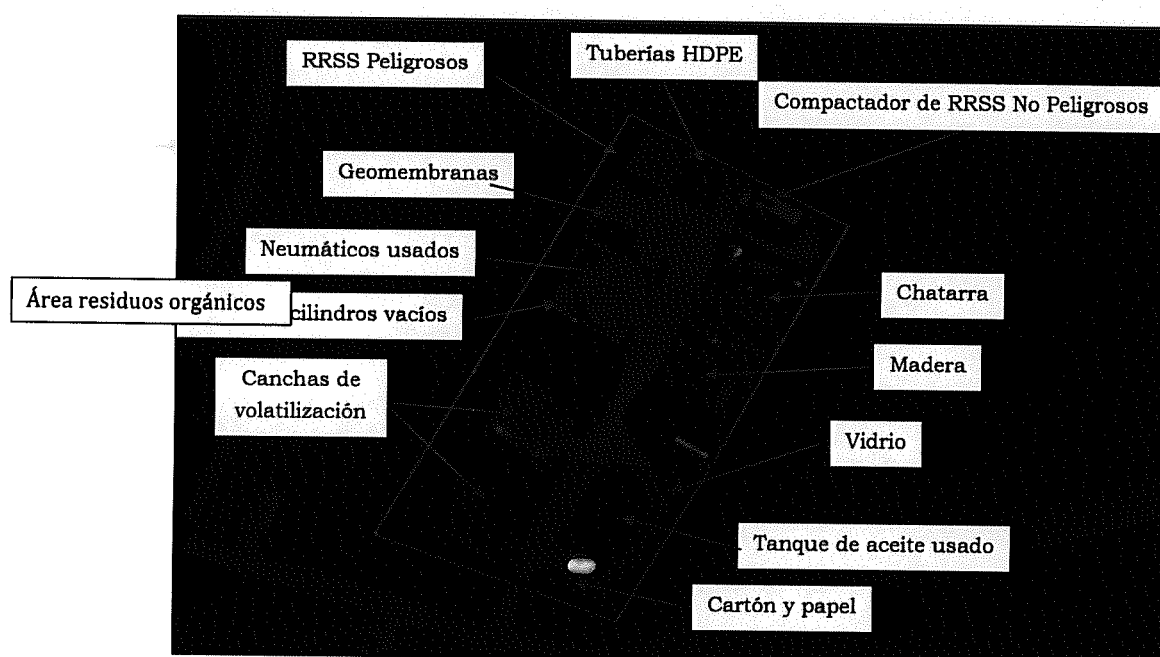 RRSS Peligrosos
Tuberías HDPE
Compactador de RRSS No Peligrosos
Geomembranas
Neumáticos usados
Área residuos orgánicos
cilindros vacíos
Canchas de
volatilización
Chatarra
Madera
Vidrio
Tanque de aceite usado
Cartón y papel